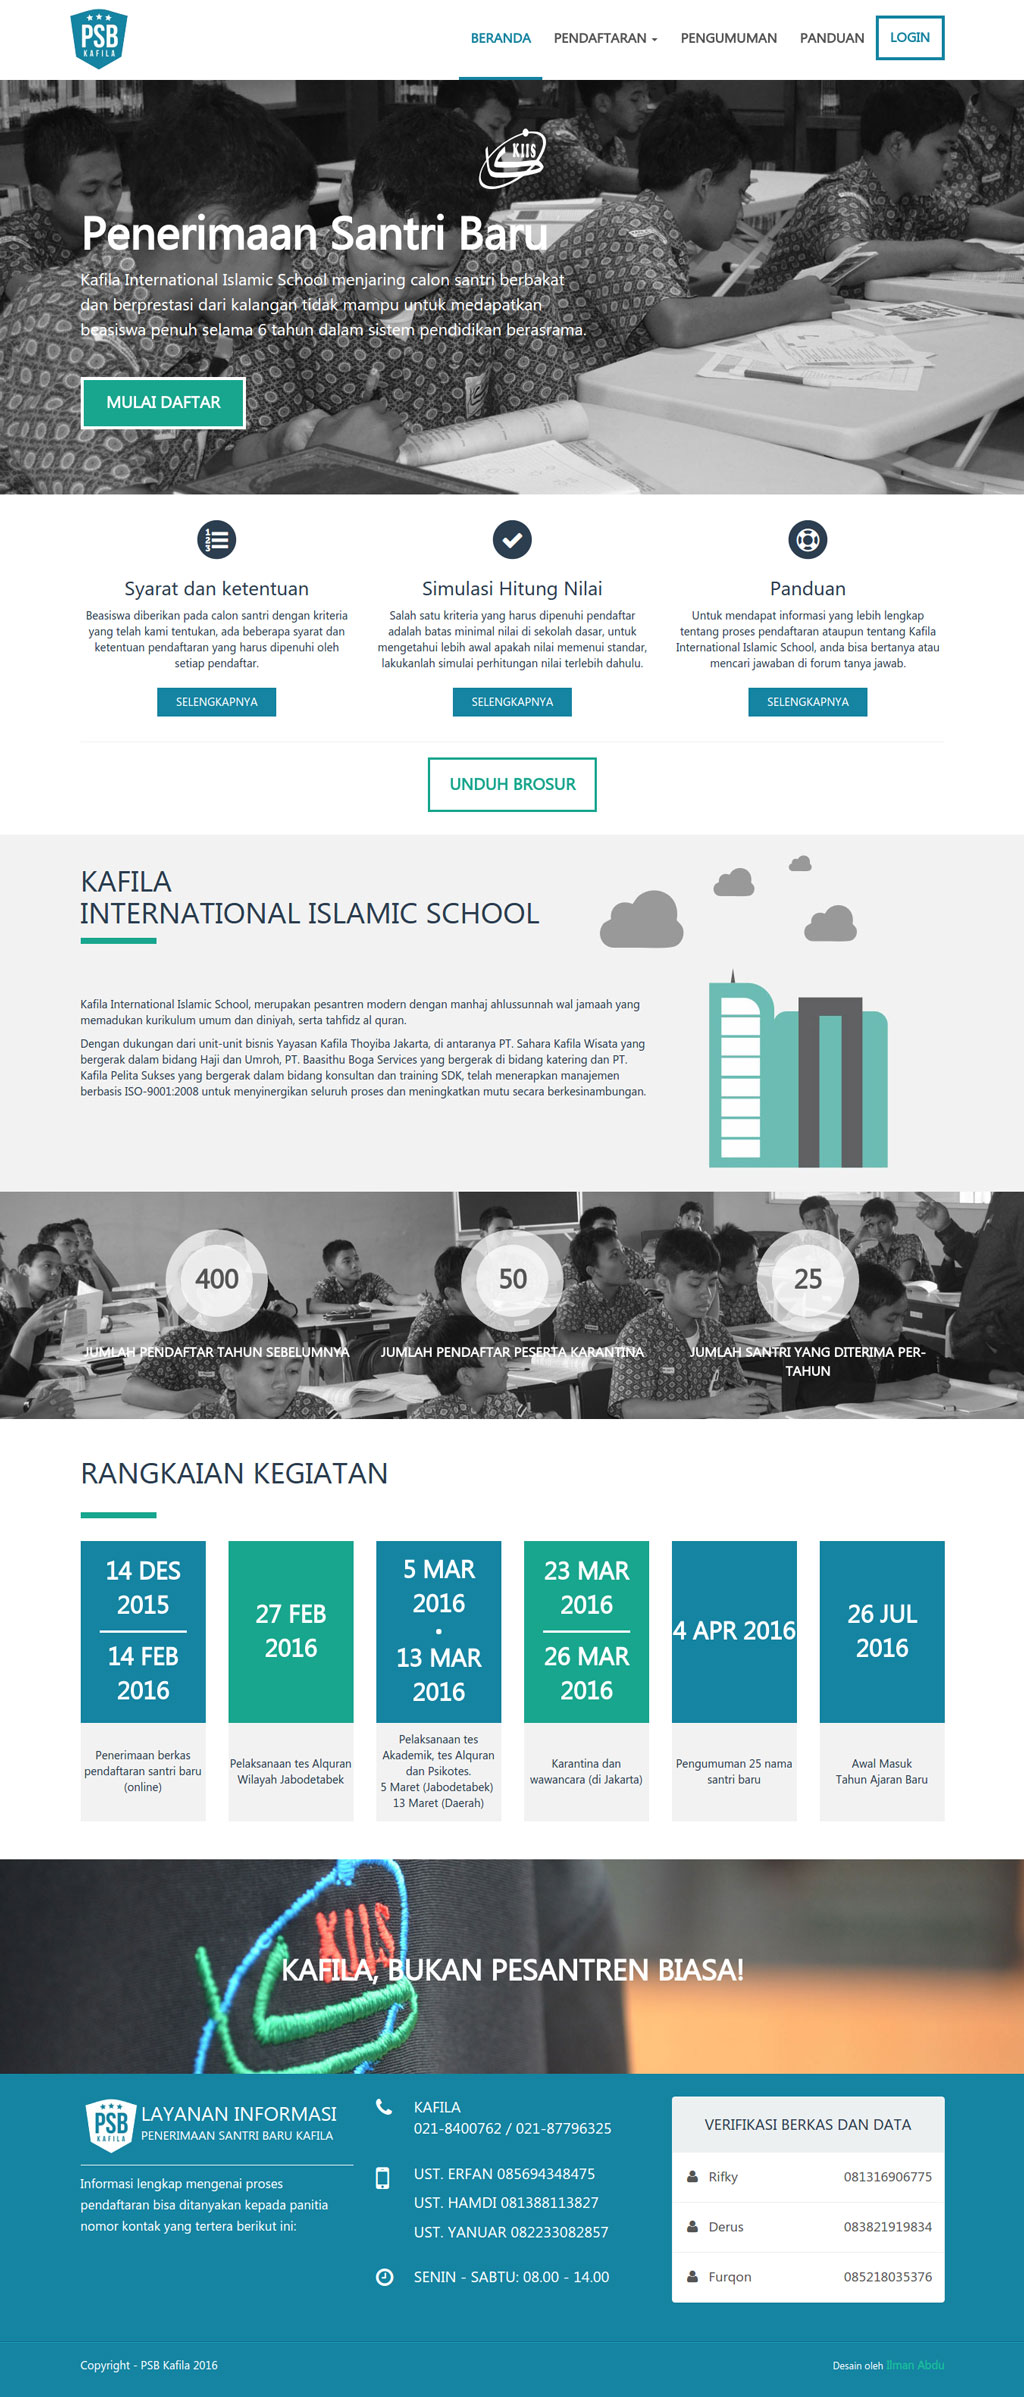 PSB
KAFILA
BERANDA
PENDAFTARAN
PENGUMUMAN
PANDUAN
LOGIN
KIIS
Penerimaan Santri Baru
Kafila International Islamic School menjaring calon santri berbakat
dan berprestasi dari kalangan tidak mampu untuk medapatkan
beasiswa penuh selama 6 tahun dalam sistem pendidikan berasrama.
MULAI DAFTAR
1
2
3
Syarat dan ketentuan
Beasiswa diberikan pada calon santri dengan kriteria
yang telah kami tentukan, ada beberapa syarat dan
ketentuan pendaftaran yang harus dipenuhi oleh
setiap pendaftar.
SELENGKAPNYA
Simulasi Hitung Nilai
Salah satu kriteria yang harus dipenuhi pendaftar
adalah batas minimal nilai di sekolah dasar, untuk
mengetahui lebih awal apakah nilai memenui standar,
lakukanlah simulai perhitungan nilai terlebih dahulu.
SELENGKAPNYA
Panduan
Untuk mendapat informasi yang lebih lengkap
tentang proses pendaftaran ataupun tentang Kafila
International Islamic School, anda bisa bertanya atau
mencari jawaban di forum tanya jawab.
SELENGKAPNYA
UNDUH BROSUR
KAFILA
INTERNATIONAL ISLAMIC SCHOOL
Kafila International Islamic School, merupakan pesantren modern dengan manhaj ahlussunnah wal jamaah yang
memadukan kurikulum umum dan diniyah, serta tahfidz al quran.
Dengan dukungan dari unit-unit bisnis Yayasan Kafila Thoyiba Jakarta, di antaranya PT. Sahara Kafila Wisata yang
bergerak dalam bidang Haji dan Umroh, PT. Baasithu Boga Services yang bergerak di bidang katering dan PT.
Kafila Pelita Sukses yang bergerak dalam bidang konsultan dan training SDK, telah menerapkan manajemen
berbasis ISO-9001:2008 untuk menyinergikan seluruh proses dan meningkatkan mutu secara berkesinambungan.
400
JUMLAH PENDAFTAR TAHUN SEBELUMNYA
50
JUMLAH PENDAFTAR PESERTA KARANTINA
25
JUMLAH SANTRI YANG DITERIMA PER-
TAHUN
RANGKAIAN KEGIATAN
14 DES
2015
14 FEB
2016
Penerimaan berkas
pendaftaran santri baru
(online)
27 FEB
2016
Pelaksanaan tes Alquran
Wilayah Jabodetabek
5 MAR
2016
•
13 MAR
2016
Pelaksanaan tes
Akademik, tes Alquran
dan Psikotes.
5 Maret (Jabodetabek)
13 Maret (Daerah)
23 MAR
2016
26 MAR
2016
Karantina dan
wawancara (di Jakarta)
4 APR 2016
Pengumuman 25 nama
santri baru
26 JUL
2016
Awal Masuk
Tahun Ajaran Baru
KIIS
KAFILA, BUKAN PESANTREN BIASA!
PSB
KAFILA
LAYANAN INFORMASI
PENERIMAAN SANTRI BARU KAFILA
Informasi lengkap mengenai proses
pendaftaran bisa ditanyakan kepada panitia
nomor kontak yang tertera berikut ini:
KAFILA
021-8400762 / 021-87796325
UST. ERFAN 085694348475
UST. HAMDI 081388113827
UST. YANUAR 082233082857
SENIN - SABTU: 08.00 - 14.00
VERIFIKASI BERKAS DAN DATA
Rifky 081316906775
Derus 083821919834
Furqon 085218035376
Copyright - PSB Kafila 2016
Desain oleh Ilman Abdu